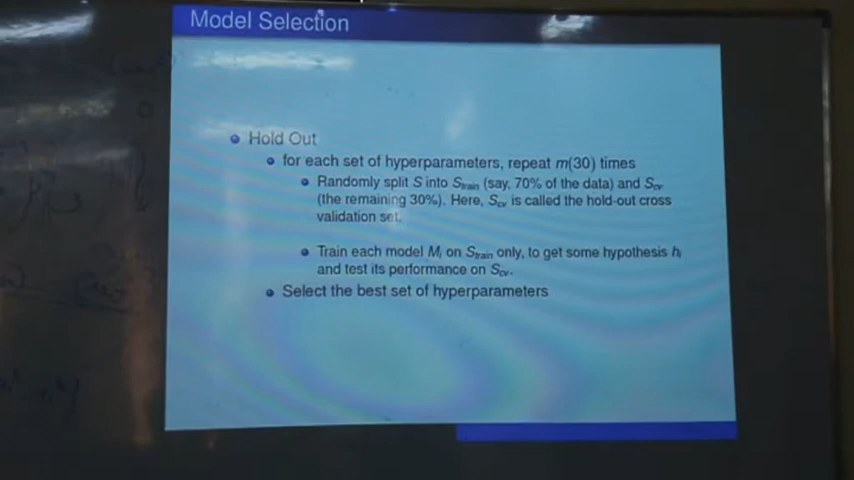 Model Selection
Hold Out
for each set of hyperparameters, repeat m(30) times
Randomly split S into Strain (say, 70% of the data) and Scv
(the remaining 30%). Here, Scv is called the hold-out cross
validation set.
Train each model Mi on Strain only, to get some hypothesis hi
and test its performance on Scv.
Select the best set of hyperparameters